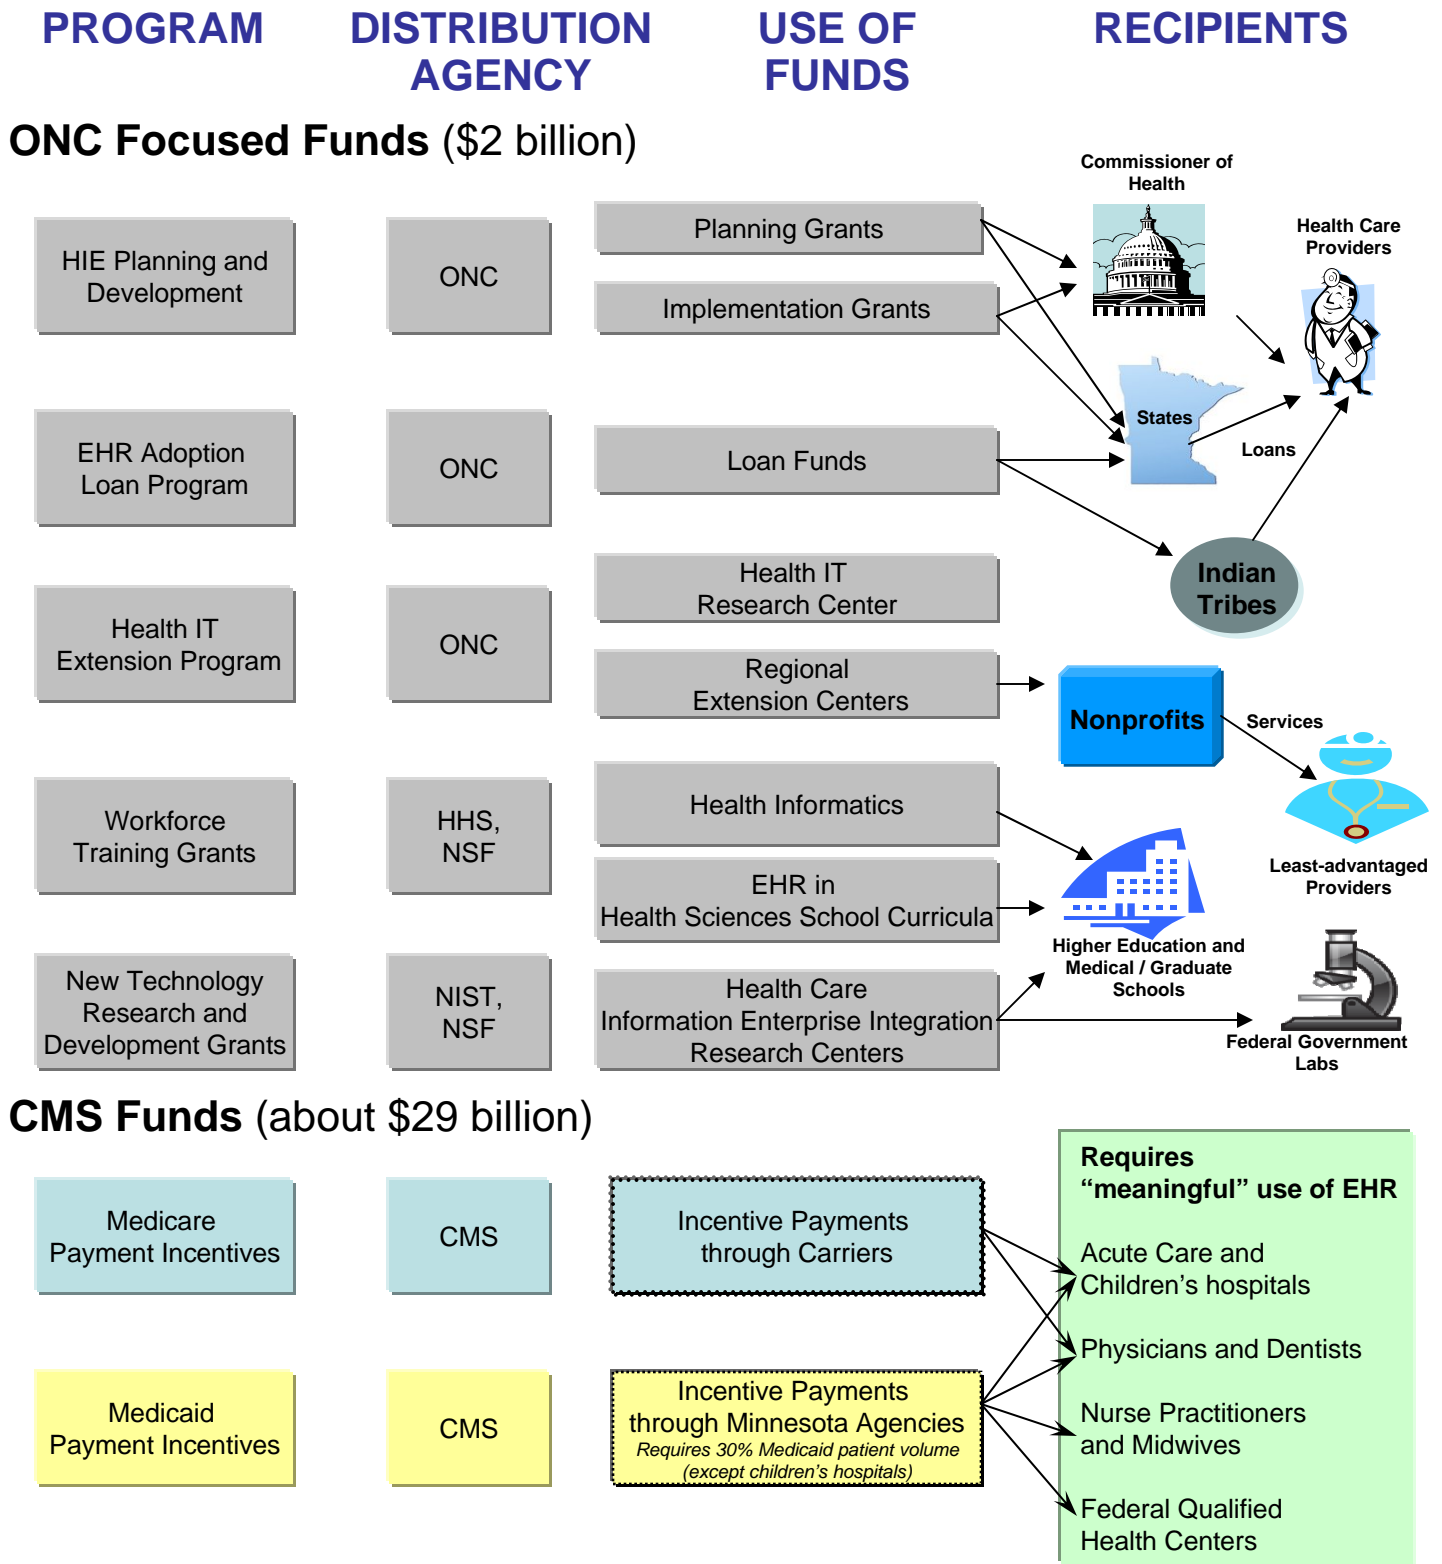 PROGRAM
DISTRIBUTION
AGENCY
USE OF
FUNDS
RECIPIENTS
ONC Focused Funds ($2 billion)
HIE Planning and
Development
ONC
Planning Grants
Implementation Grants
Commissioner of
Health
Health Care
Providers
EHR Adoption
Loan Program
ONC
Loan Funds
States
Loans
Indian
Tribes
Health IT
Extension Program
ONC
Health IT
Research Center
Regional
Extension Centers
Nonprofits
Services
Least-advantaged
Providers
Workforce
Training Grants
HHS,
NSF
Health Informatics
EHR in
Health Sciences School Curricula
Higher Education and
Medical / Graduate
Schools
New Technology
Research and
Development Grants
NIST,
NSF
Health Care
Information Enterprise Integration
Research Centers
Federal Government
Labs
CMS Funds (about $29 billion)
Medicare
Payment Incentives
CMS
Incentive Payments
through Carriers
Medicaid
Payment Incentives
CMS
Incentive Payments
through Minnesota Agencies
Requires 30% Medicaid patient volume
(except children’s hospitals)
Requires
“meaningful” use of EHR
Acute Care and
Children’s hospitals
Physicians and Dentists
Nurse Practitioners
and Midwives
Federal Qualified
Health Centers